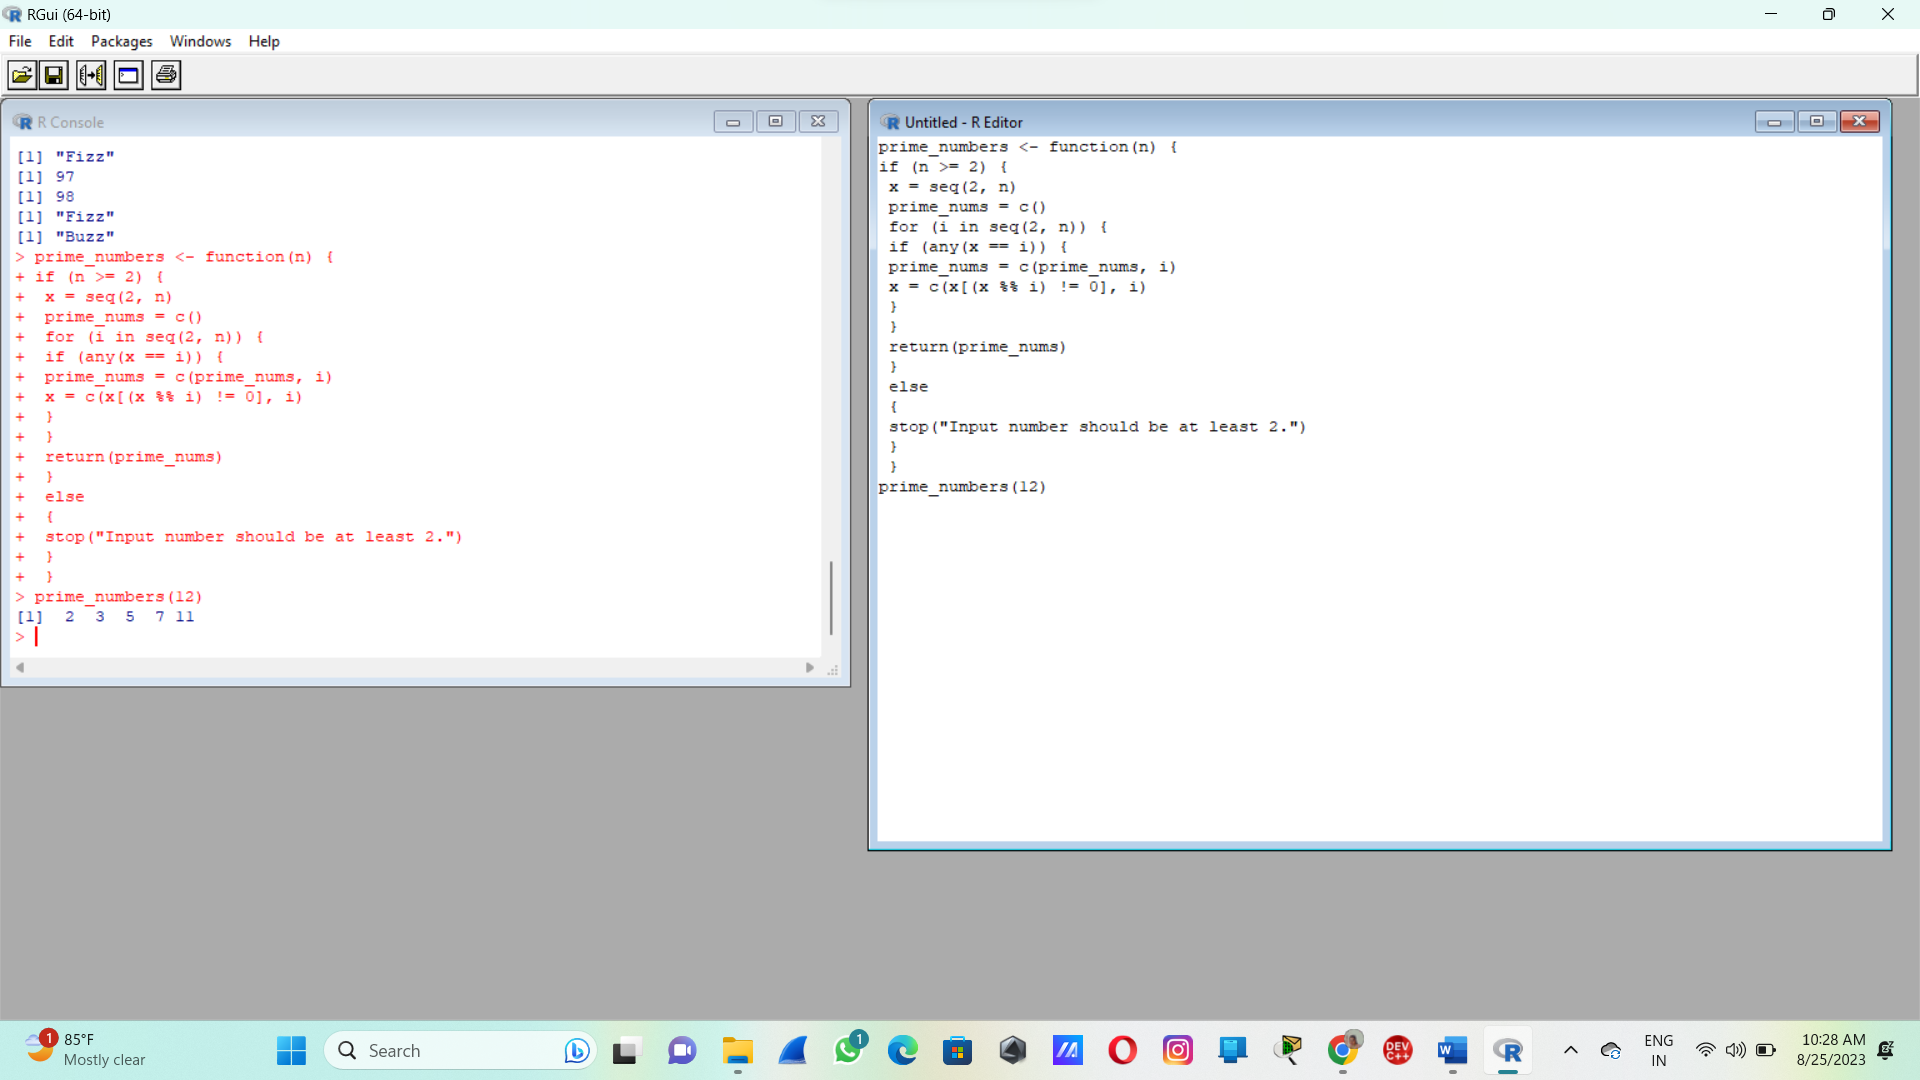 RGui (64-bit)
File Edit Packages Windows Help
R Console
[1] "Fizz"
[1] 97
[1] 98
[1] "Fizz"
[1] "Buzz"
> prime_numbers <- function(n) {
+ if (n >= 2) {
+  x = seq(2, n)
+  prime_nums = c()
+  for (i in seq(2, n)) {
+  if (any(x == i)) {
+  prime_nums = c(prime_nums, i)
+  x = c(x[(x %% i) != 0], i)
+  }
+  }
+  return(prime_nums)
+  }
+  else
+  {
+  stop("Input number should be at least 2.")
+  }
+  }
> prime_numbers(12)
[1]  2  3  5  7 11
>
Untitled - R Editor
prime_numbers <- function(n) {
if (n >= 2) {
 x = seq(2, n)
 prime_nums = c()
 for (i in seq(2, n)) {
 if (any(x == i)) {
 prime_nums = c(prime_nums, i)
 x = c(x[(x %% i) != 0], i)
 }
 }
 return(prime_nums)
 }
 else
 {
 stop("Input number should be at least 2.")
 }
 }
prime_numbers(12)
1
85°F
Mostly clear
Search
1
DEV
C++
W
R
ENG
IN
10:28 AM
8/25/2023